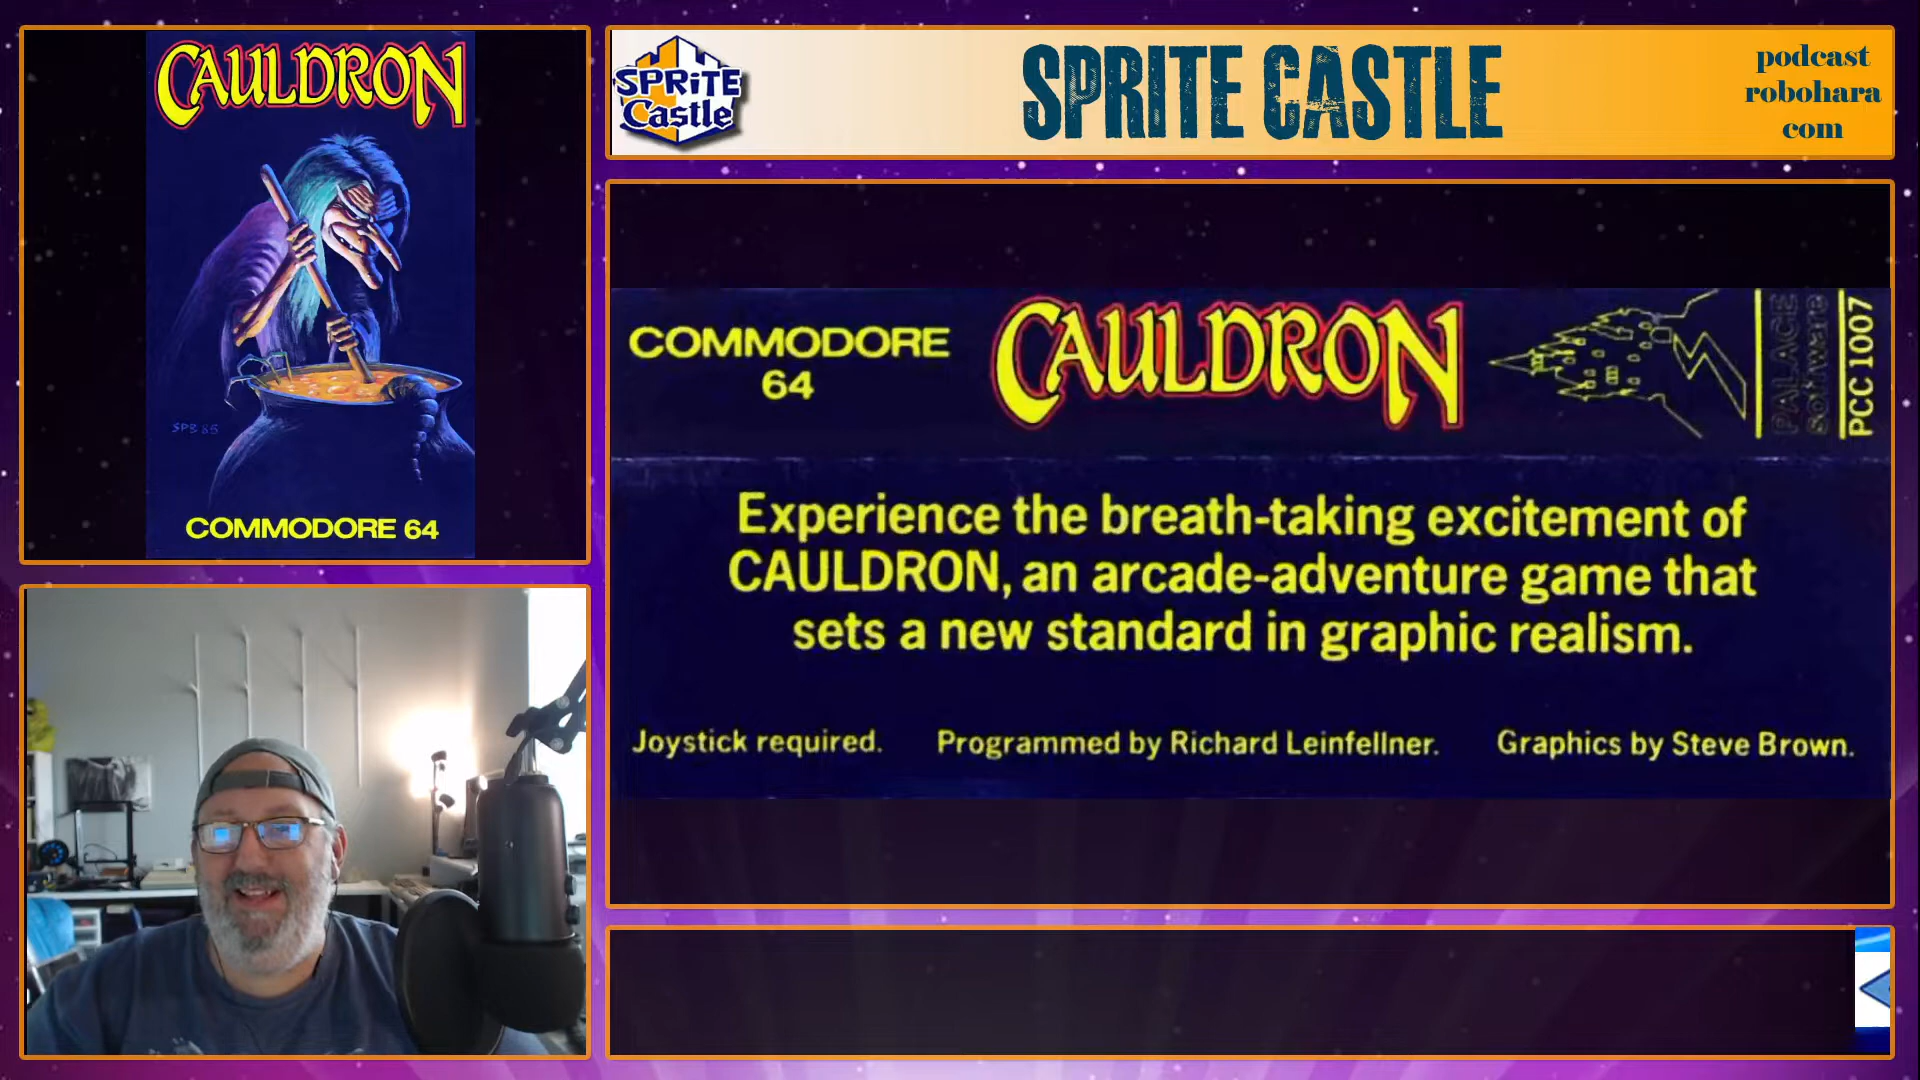 CAULDRON
SPB 85
COMMODORE 64
SPRiTE
Castle
SPRITE CASTLE
podcast
robohara
com
COMMODORE
64
CAULDRON
PALACE
software
PCC 1007
Experience the breath-taking excitement of
CAULDRON, an arcade-adventure game that
sets a new standard in graphic realism.
Joystick required.
Programmed by Richard Leinfellner.
Graphics by Steve Brown.